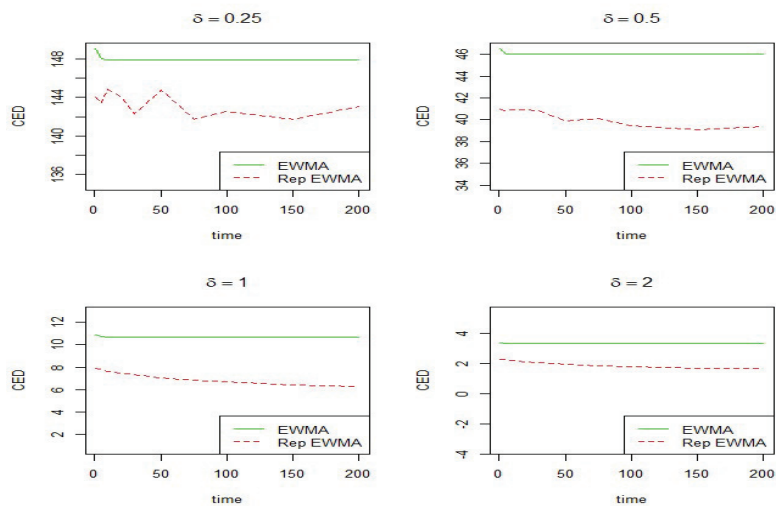 δ = 0.25
CED
148
144
140
136
EWMA
Rep EWMA
0 50 100 150 200
time
δ = 0.5
CED
46
44
42
40
38
36
34
EWMA
Rep EWMA
0 50 100 150 200
time
δ = 1
CED
12
10
8
6
4
2
EWMA
Rep EWMA
0 50 100 150 200
time
δ = 2
CED
4
2
0
-2
-4
EWMA
Rep EWMA
0 50 100 150 200
time